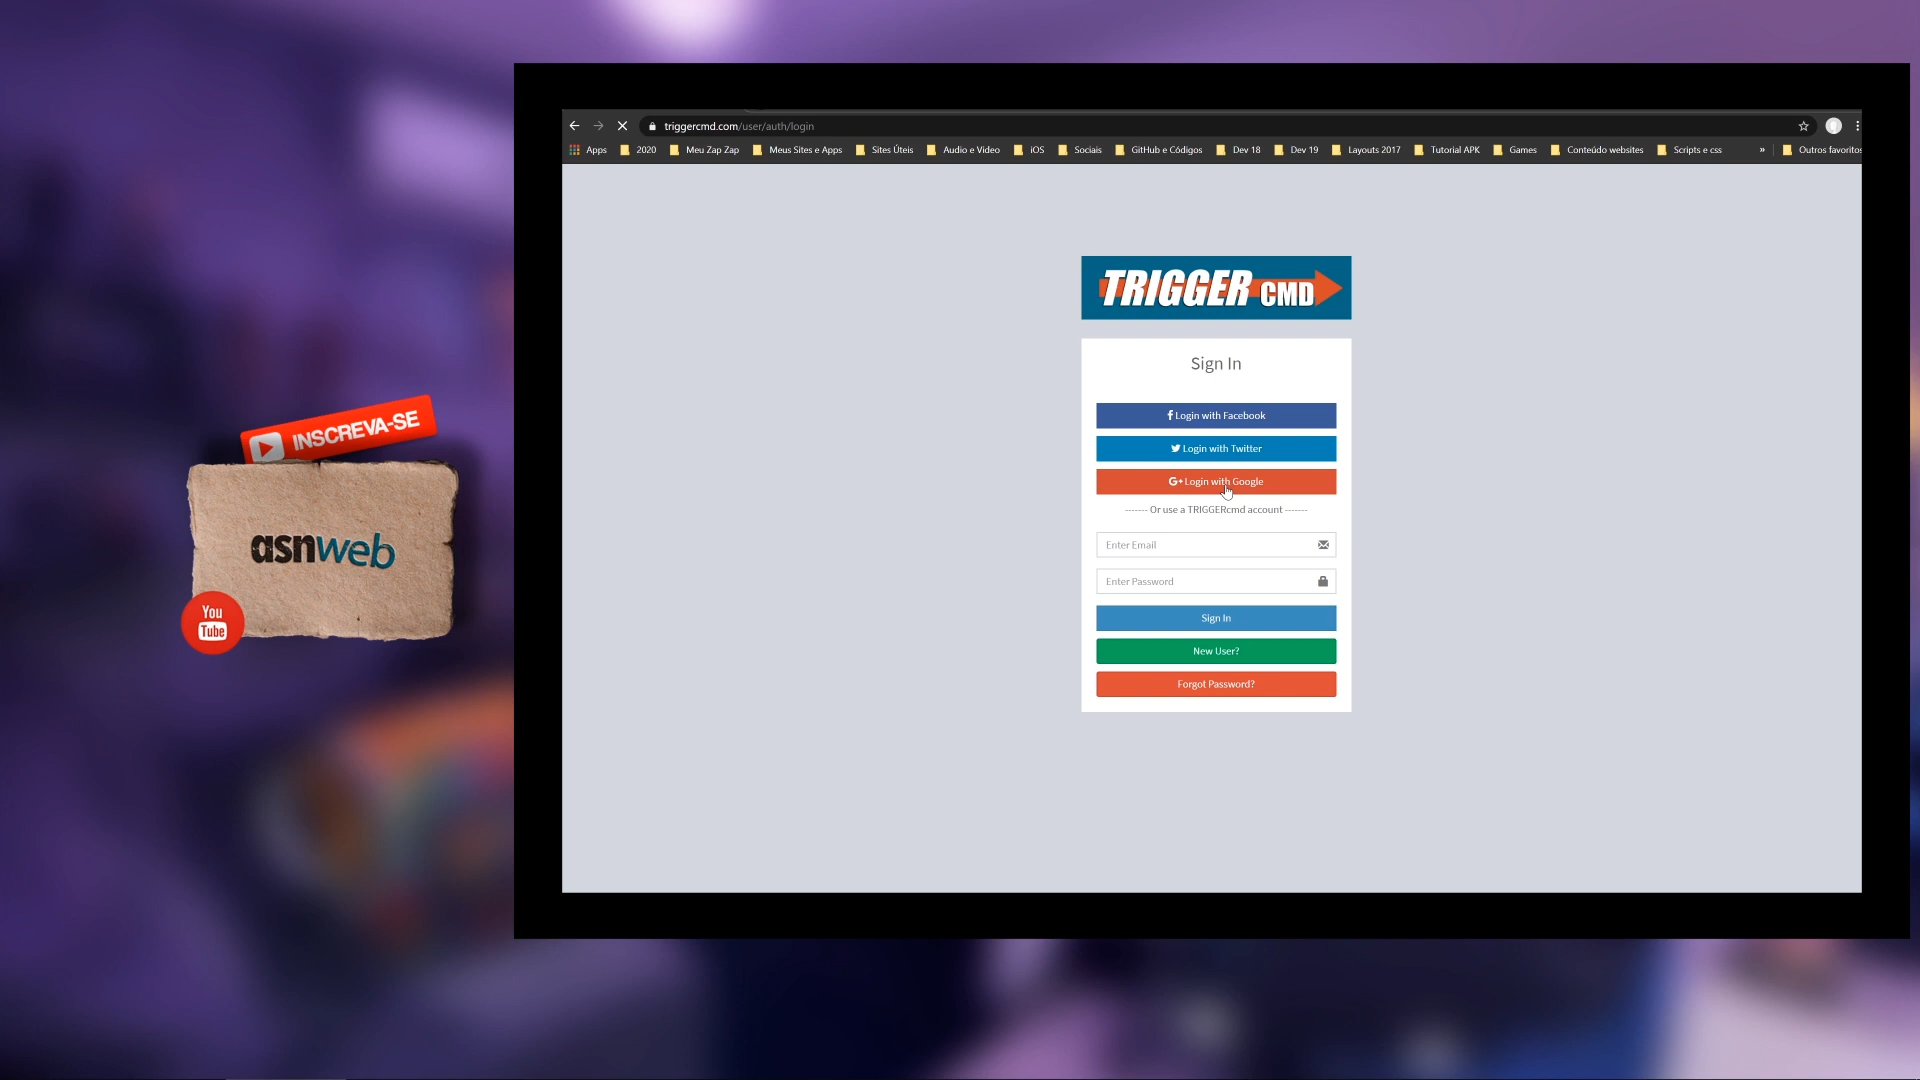 triggercmd.com/user/auth/login
Apps 2020 Meu Zap Zap Meus Sites e Apps Sites Úteis Audio e Video iOS Sociais GitHub e Códigos Dev 18 Dev 19 Layouts 2017 Tutorial APK Games Conteúdo websites Scripts e css » Outros favoritos
TRIGGER CMD
Sign In
Login with Facebook
Login with Twitter
G+ Login with Google
------- Or use a TRIGGERcmd account -------
Enter Email
Enter Password
Sign In
New User?
Forgot Password?
INSCREVA-SE
asnweb
You
Tube